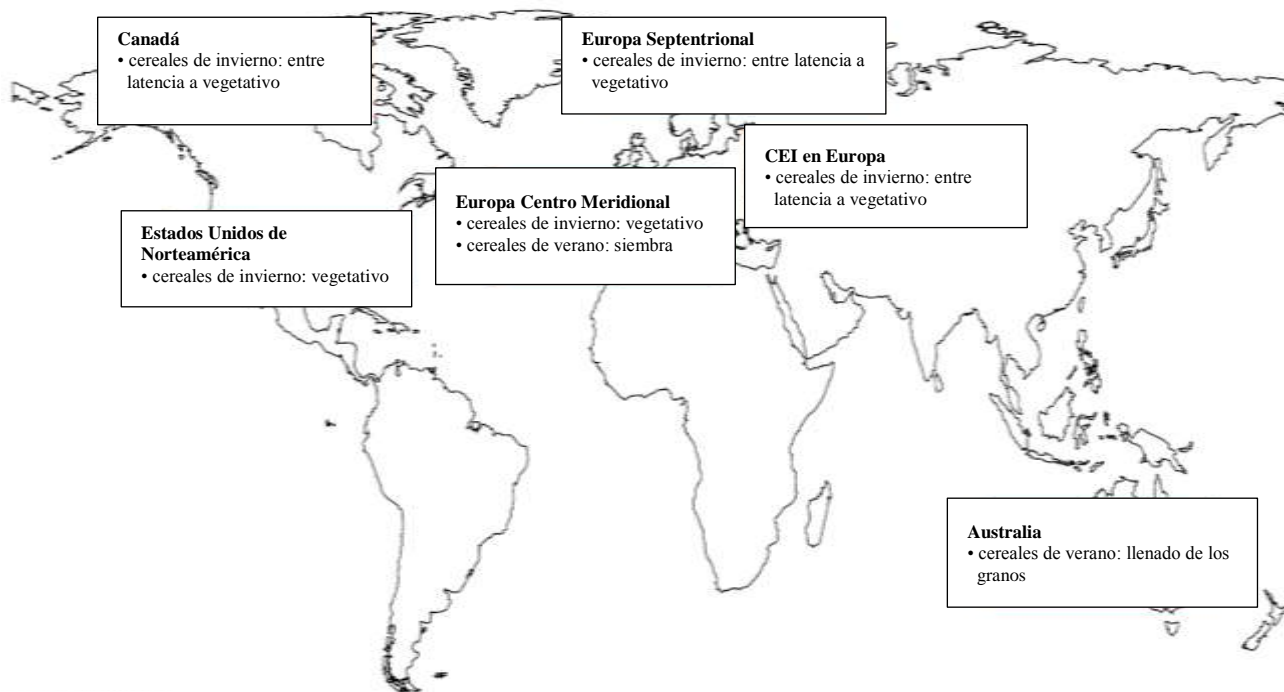 Canadá
• cereales de invierno: entre
latencia a vegetativo
Europa Septentrional
• cereales de invierno: entre latencia a
vegetativo
CEI en Europa
• cereales de invierno: entre
latencia a vegetativo
Europa Centro Meridional
• cereales de invierno: vegetativo
• cereales de verano: siembra
Estados Unidos de
Norteamérica
• cereales de invierno: vegetativo
Australia
• cereales de verano: llenado de los
granos